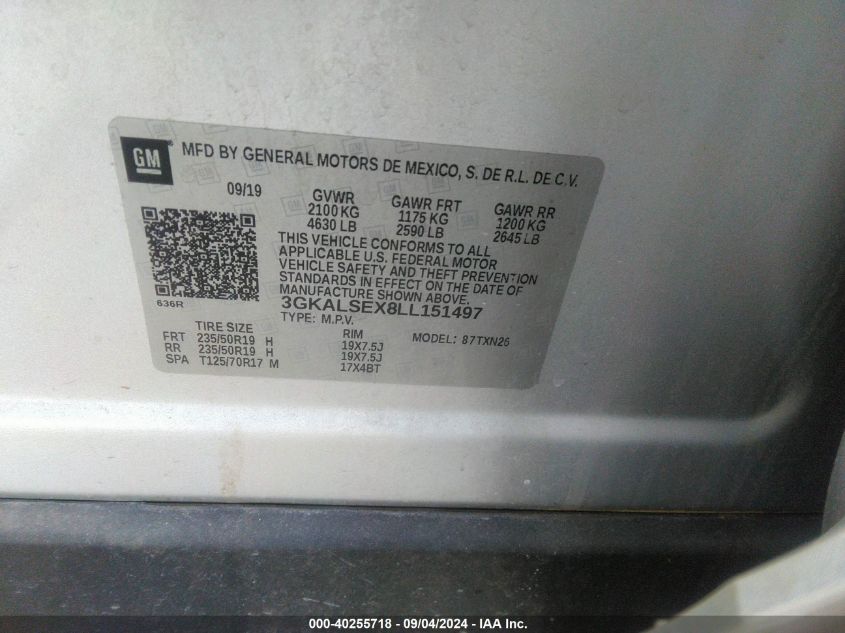 GM
MFD BY GENERAL MOTORS DE MEXICO, S. DE R.L. DE C.V.
09/19 GVWR GAWR FRT GAWR RR
2100 KG 1175 KG 1200 KG
4630 LB 2590 LB 2645 LB
THIS VEHICLE CONFORMS TO ALL
APPLICABLE U.S. FEDERAL MOTOR
VEHICLE SAFETY AND THEFT PREVENTION
STANDARDS IN EFFECT ON THE DATE OF
MANUFACTURE SHOWN ABOVE.
636R
3GKALSEX8LL151497
TYPE: M.P.V. MODEL: 87TXN26
TIRE SIZE RIM
FRT 235/50R19 H 19X7.5J
RR 235/50R19 H 19X7.5J
SPA T125/70R17 M 17X4BT
000-40255718 - 09/04/2024 - IAA Inc.